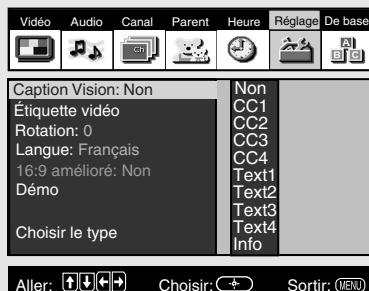 Vidéo Audio Canal Parent Heure Réglage De base
Ch
A
B C
Caption Vision: Non
Étiquette vidéo
Rotation: 0
Langue: Français
16:9 amélioré: Non
Démo
Choisir le type
Non
CC1
CC2
CC3
CC4
Text1
Text2
Text3
Text4
Info
Aller: Choisir: Sortir: MENU